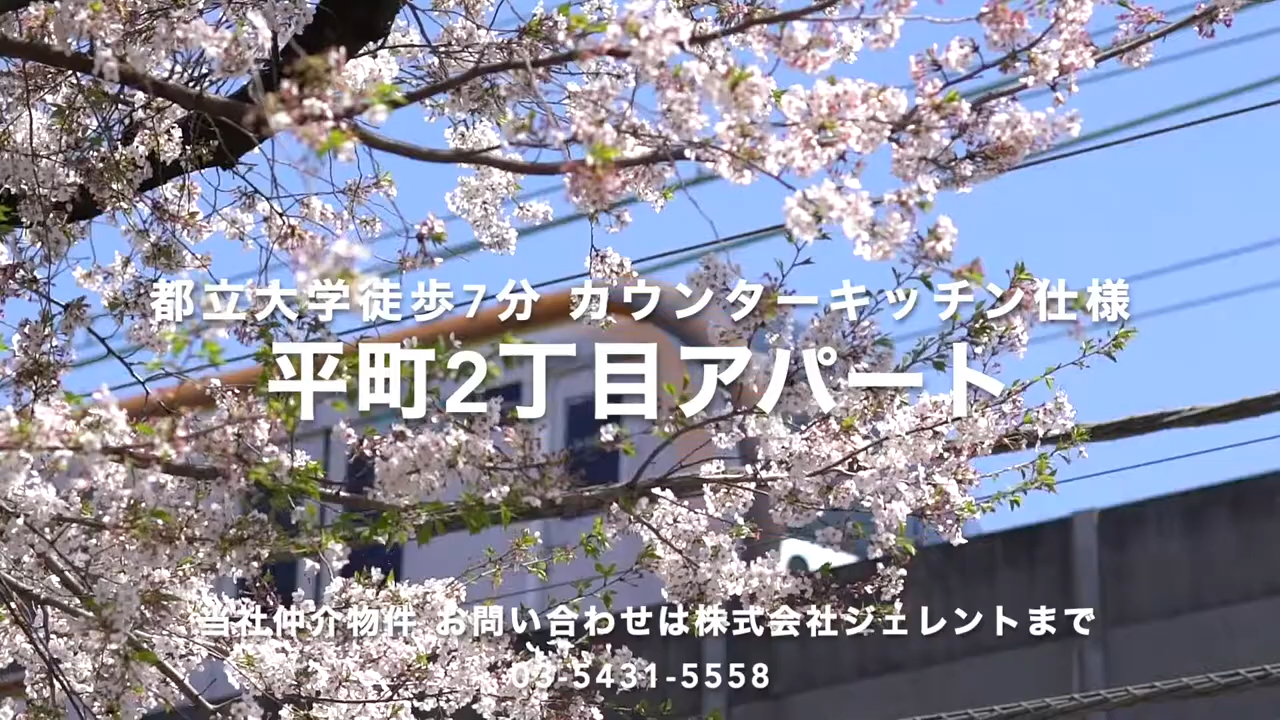 都立大学徒歩7分 カウンターキッチン仕様
平町2丁目アパート
当社仲介物件 お問い合わせは株式会社ジェレントまで
03-5431-5558